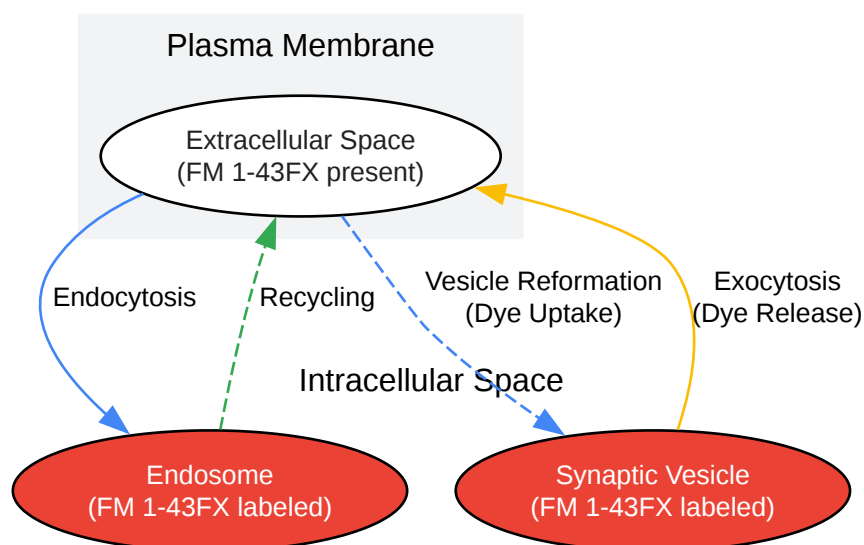 Plasma Membrane
Extracellular Space
(FM 1-43FX present)
Endocytosis
Recycling
Vesicle Reformation
(Dye Uptake)
Exocytosis
(Dye Release)
Intracellular Space
Endosome
(FM 1-43FX labeled)
Synaptic Vesicle
(FM 1-43FX labeled)